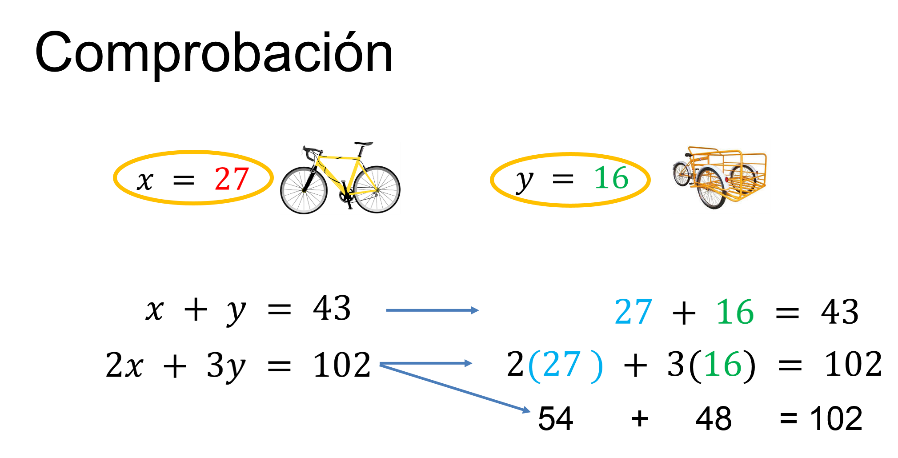 Comprobación
x = 27 y = 16
x + y = 43 27 + 16 = 43
2x + 3y = 102 2(27 ) + 3(16) = 102
54 + 48 = 102